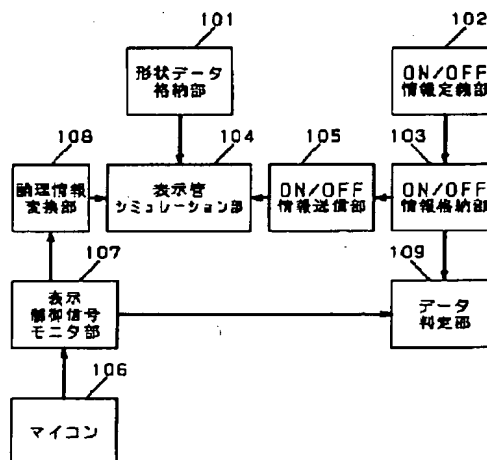 101
102
形状データ
格納部
ON/OFF
情報定義部
108
104
105
103
論理情報
変換部
表示管
シミュレーション部
ON/OFF
情報送信部
ON/OFF
情報格納部
107
109
表示
制御信号
モニタ部
データ
判定部
106
マイコン